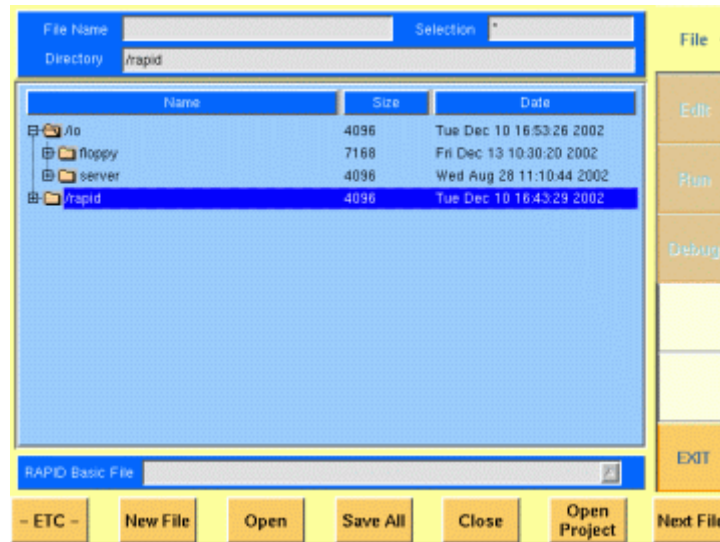 File Name Selection *
Directory /rapid
File
Name Size Date
/io 4096 Tue Dec 10 16:53:26 2002
floppy 7168 Fri Dec 13 10:30:20 2002
server 4096 Wed Aug 28 11:10:44 2002
/rapid 4096 Tue Dec 10 16:43:29 2002
Edit
Run
Debug
EXIT
RAPID Basic File
- ETC - New File Open Save All Close Open Project Next File